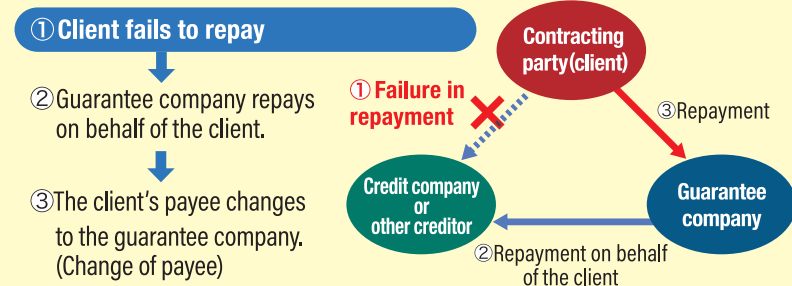 ①Client fails to repay
②Guarantee company repays
on behalf of the client.
③The client's payee changes
to the guarantee company.
(Change of payee)
Contracting
party(client)
① Failure in
repayment
③Repayment
Credit company
or
other creditor
Guarantee
company
②Repayment on behalf
of the client